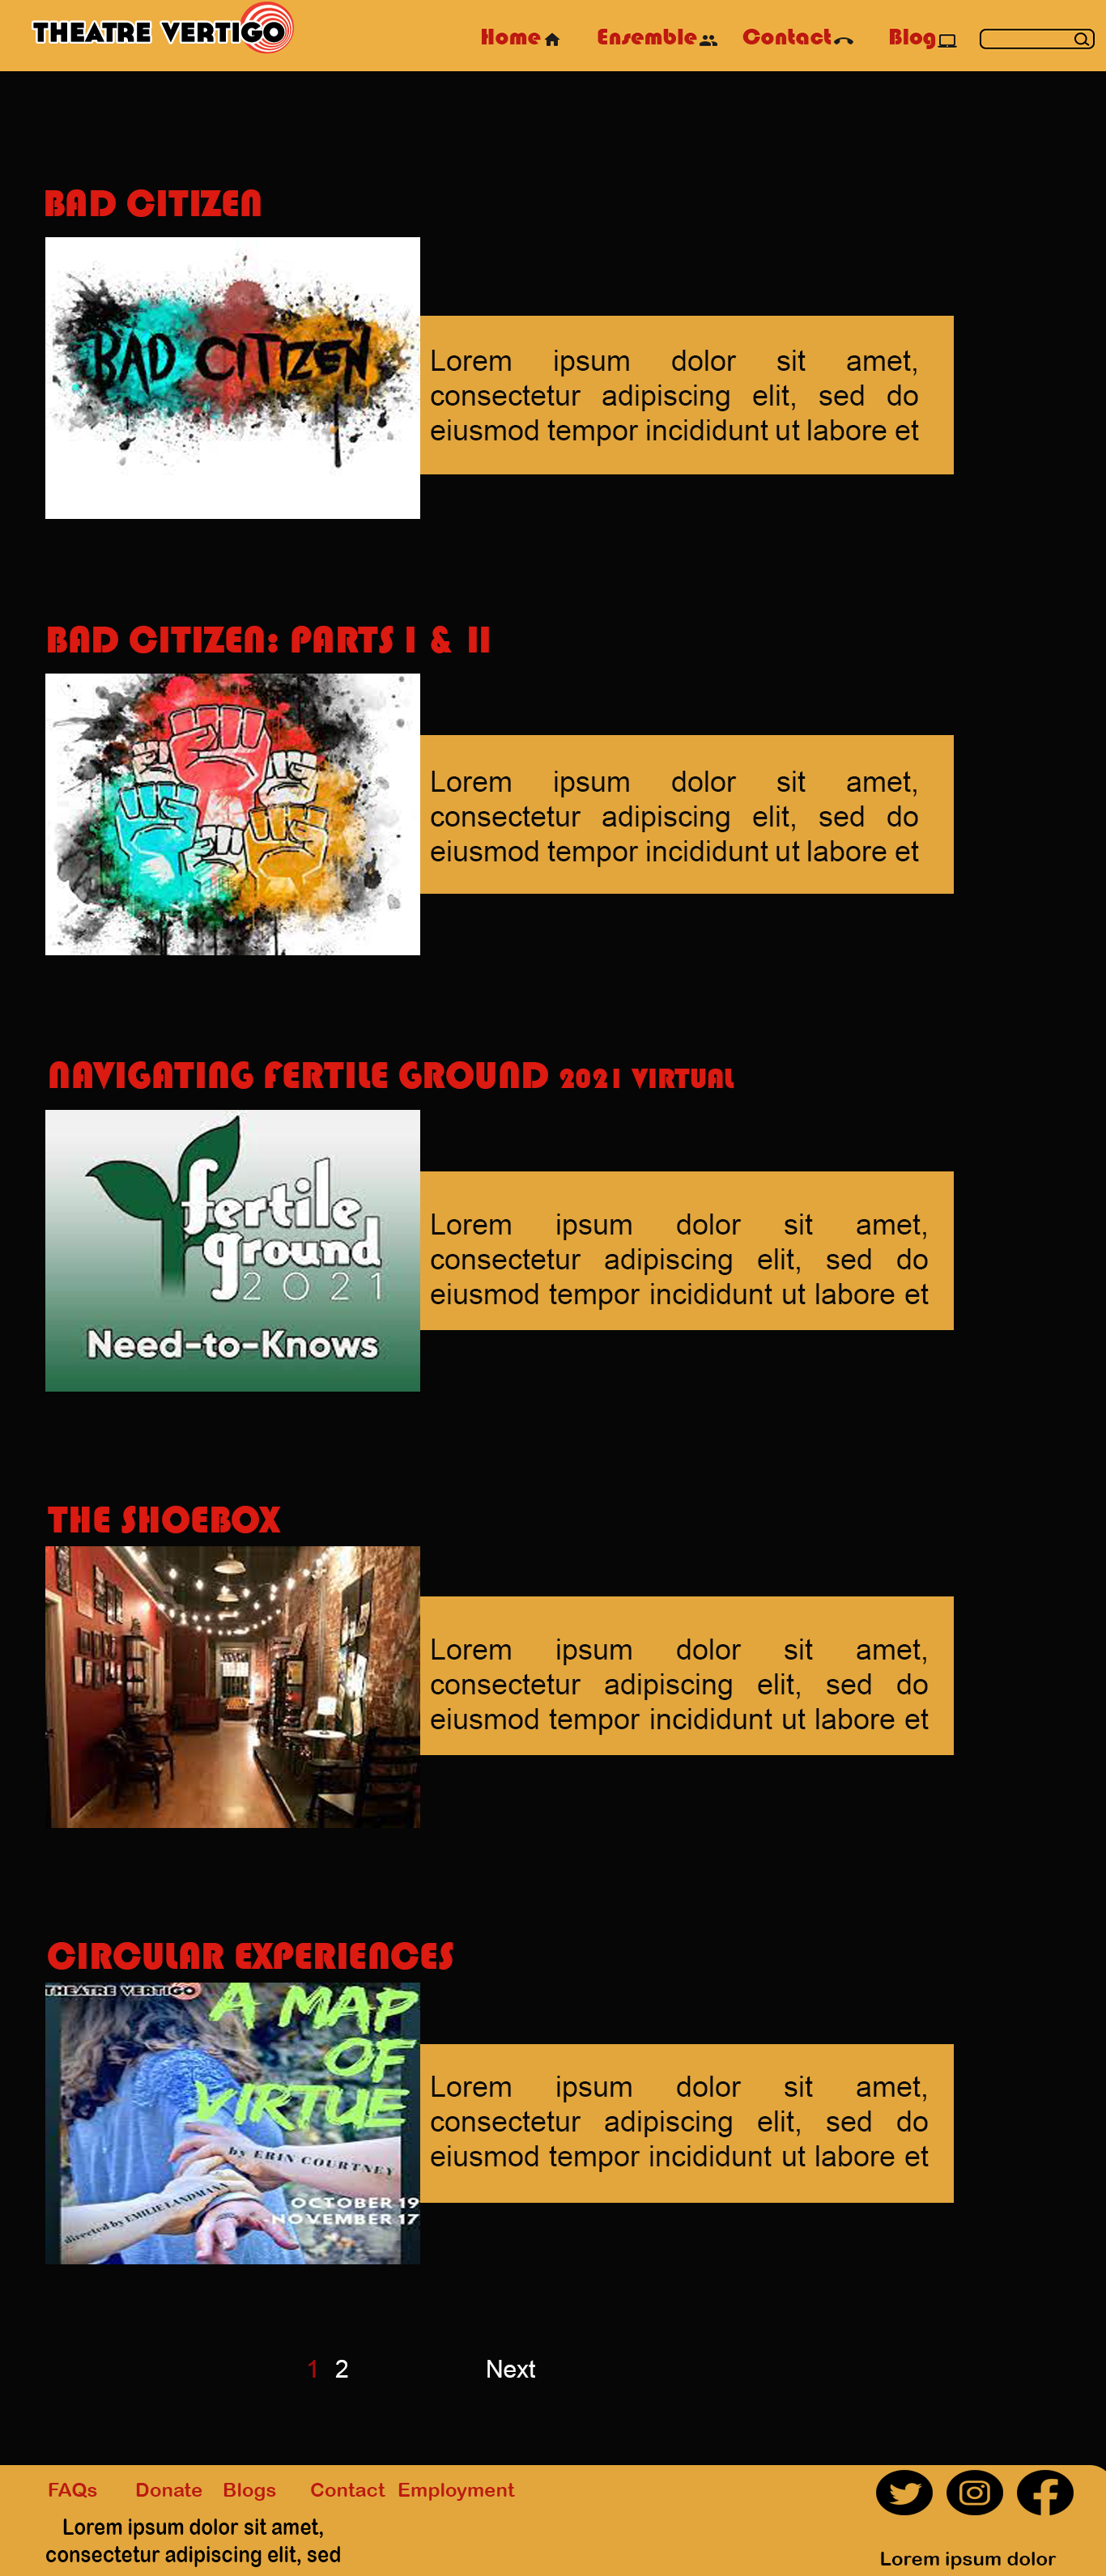 THEATRE VERTIGO
Home Ensemble Contact Blog
BAD CITIZEN
BAD CITIZEN
Lorem ipsum dolor sit amet,
consectetur adipiscing elit, sed do
eiusmod tempor incididunt ut labore et
BAD CITIZEN: PARTS I & II
Lorem ipsum dolor sit amet,
consectetur adipiscing elit, sed do
eiusmod tempor incididunt ut labore et
NAVIGATING FERTILE GROUND 2021 VIRTUAL
fertile
ground
2021
Need-to-Knows
Lorem ipsum dolor sit amet,
consectetur adipiscing elit, sed do
eiusmod tempor incididunt ut labore et
THE SHOEBOX
Lorem ipsum dolor sit amet,
consectetur adipiscing elit, sed do
eiusmod tempor incididunt ut labore et
CIRCULAR EXPERIENCES
THEATRE VERTIGO
A MAP
OF
VIRTUE
by ERIN COURTNEY
directed by EMILIE LANDMANN
OCTOBER 19
-NOVEMBER 17
Lorem ipsum dolor sit amet,
consectetur adipiscing elit, sed do
eiusmod tempor incididunt ut labore et
1 2 Next
FAQs Donate Blogs Contact Employment
Lorem ipsum dolor sit amet,
consectetur adipiscing elit, sed
Lorem ipsum dolor